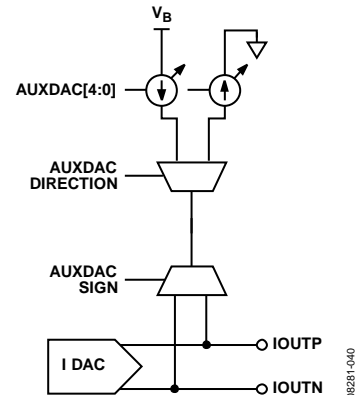 VB
AUXDAC[4:0]
AUXDAC
DIRECTION
AUXDAC
SIGN
I DAC
IOUTP
IOUTN
08281-040